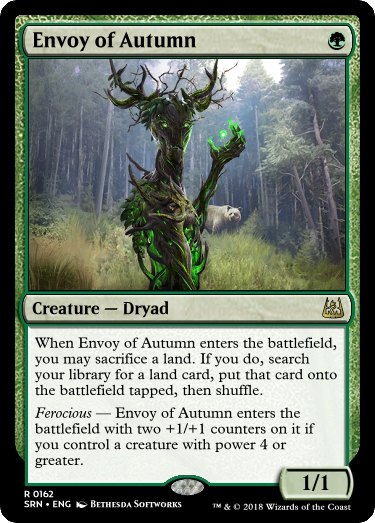 Envoy of Autumn
Creature — Dryad
When Envoy of Autumn enters the battlefield,
you may sacrifice a land. If you do, search
your library for a land card, put that card onto
the battlefield tapped, then shuffle.
Ferocious — Envoy of Autumn enters the
battlefield with two +1/+1 counters on it if
you control a creature with power 4 or
greater.
1/1
R 0162
SRN • ENG Bethesda Softworks
™ & © 2018 Wizards of the Coast